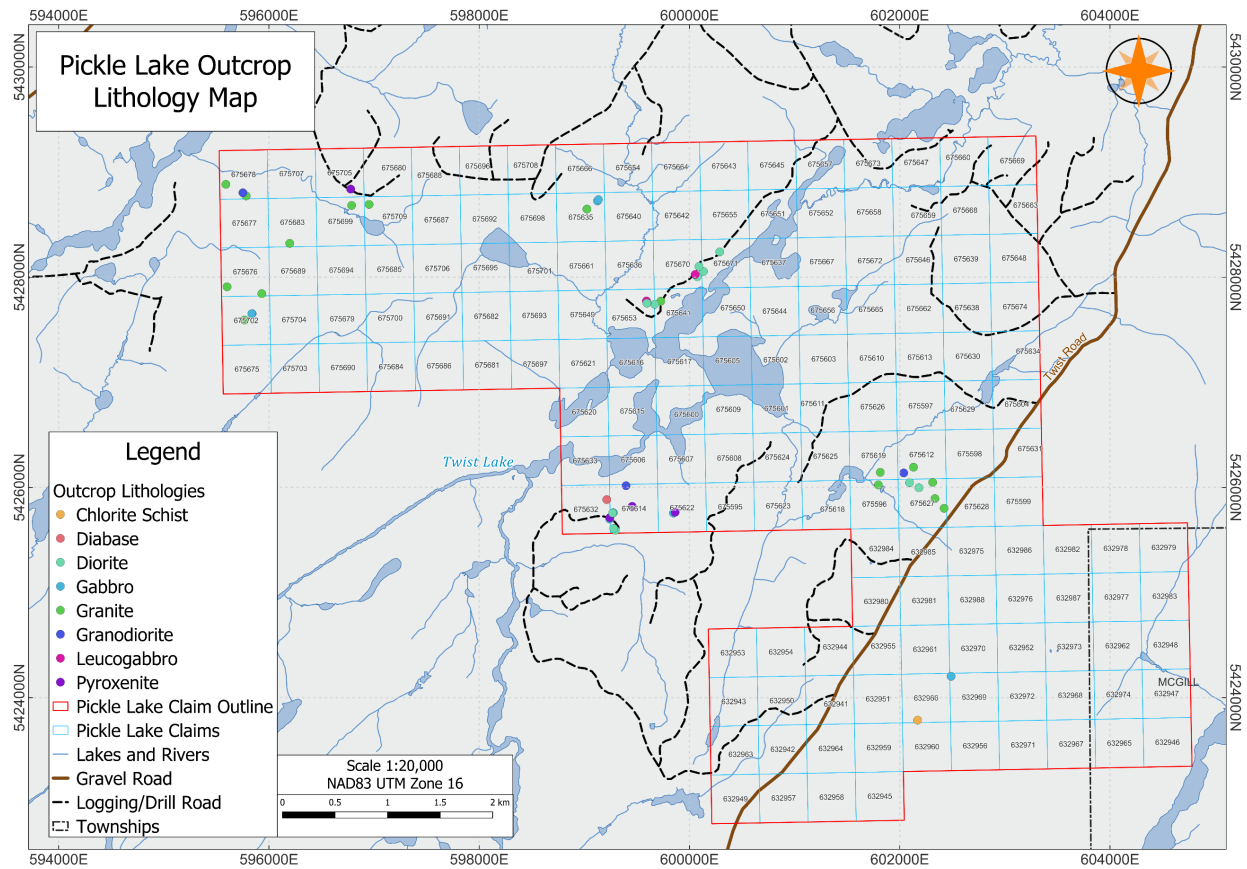 594000E 596000E 598000E 600000E 602000E 604000E
5430000N
5428000N
5426000N
5424000N
5430000N
5428000N
5426000N
5424000N
Pickle Lake Outcrop
Lithology Map
675678 675707 675705 675680 675688 675696 675708 675666 675654 675664 675643 675645 675657 675673 675647 675660 675669
675677 675683 675699 675709 675687 675692 675698 675635 675640 675642 675655 675651 675652 675658 675659 675668 675663
675676 675689 675694 675685 675706 675695 675701 675661 675636 675670 675671 675637 675667 675672 675646 675639 675648
675702 675704 675679 675700 675691 675682 675693 675649 675653 675641 675650 675644 675656 675665 675662 675638 675674
675675 675703 675690 675684 675686 675681 675697 675621 675616 675617 675605 675602 675603 675610 675613 675630 675634
Twist Road
675620 675615 675600 675609 675601 675611 675626 675597 675629 675604
Twist Lake
675633 675606 675607 675608 675624 675625 675619 675612 675598 675631
675632 675614 675622 675595 675623 675618 675596 675627 675628 675599
632984 632985 632975 632986 632982 632978 632979
632980 632981 632988 632976 632987 632977 632983
632953 632954 632944 632955 632961 632970 632952 632973 632962 632948
MCGILL
632943 632950 632941 632951 632966 632969 632972 632968 632974 632947
632963 632942 632964 632959 632960 632956 632971 632967 632965 632946
632949 632957 632958 632945
Legend
Outcrop Lithologies
Chlorite Schist
Diabase
Diorite
Gabbro
Granite
Granodiorite
Leucogabbro
Pyroxenite
Pickle Lake Claim Outline
Pickle Lake Claims
Lakes and Rivers
Gravel Road
Logging/Drill Road
Townships
Scale 1:20,000
NAD83 UTM Zone 16
0 0.5 1 1.5 2 km
594000E 596000E 598000E 600000E 602000E 604000E